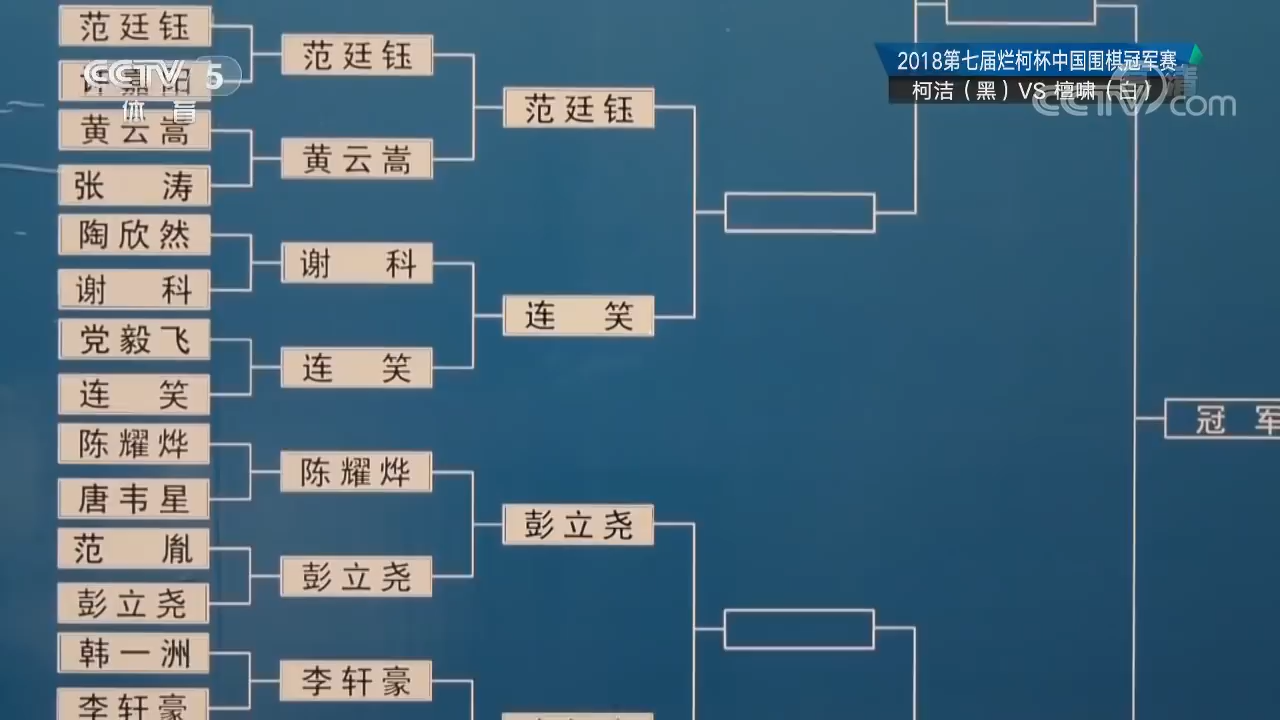 范廷钰
范廷钰
CCTV 5
体育
2018第七届烂柯杯中国围棋冠军赛
柯洁（黑）VS 檀啸（白）
CCTV com
范廷钰
黄云嵩
黄云嵩
张涛
陶欣然
谢科
谢科
连笑
党毅飞
连笑
连笑
冠军
陈耀烨
陈耀烨
唐韦星
彭立尧
范胤
彭立尧
彭立尧
韩一洲
李轩豪
李轩豪